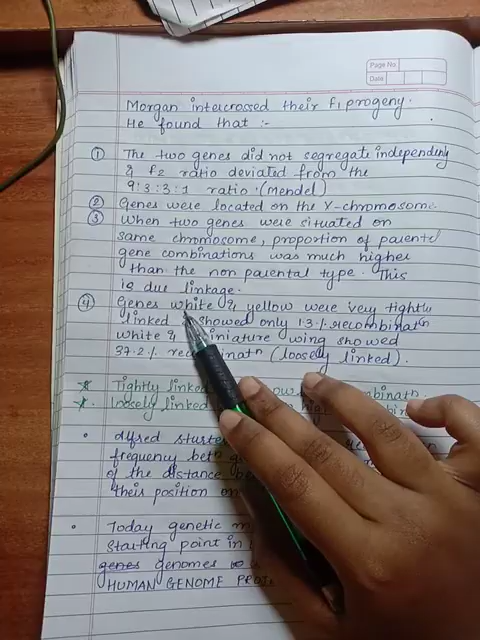 Page No
Date
Morgan intercrossed their F1 progeny.
He found that :-
① The two genes did not segregate independenly
& F2 ratio deviated from the
9:3:3:1 ratio (Mendel)
② Genes were located on the X-chromosome
③ When two genes were situated on
same chromosome, proportion of parental
gene combinations was much higher
than the non parental type. This
is due linkage.
④ Genes white & yellow were very tightly
linked showed only 1.3% recombinatn
white & miniature wing showed
37.2% recombinatn (loosely linked).
Tightly linked
loosely linked
• Alfred
frequency betn
of the distance
their position on
• Today genetic
starting point in
genes genomes
HUMAN GENOME